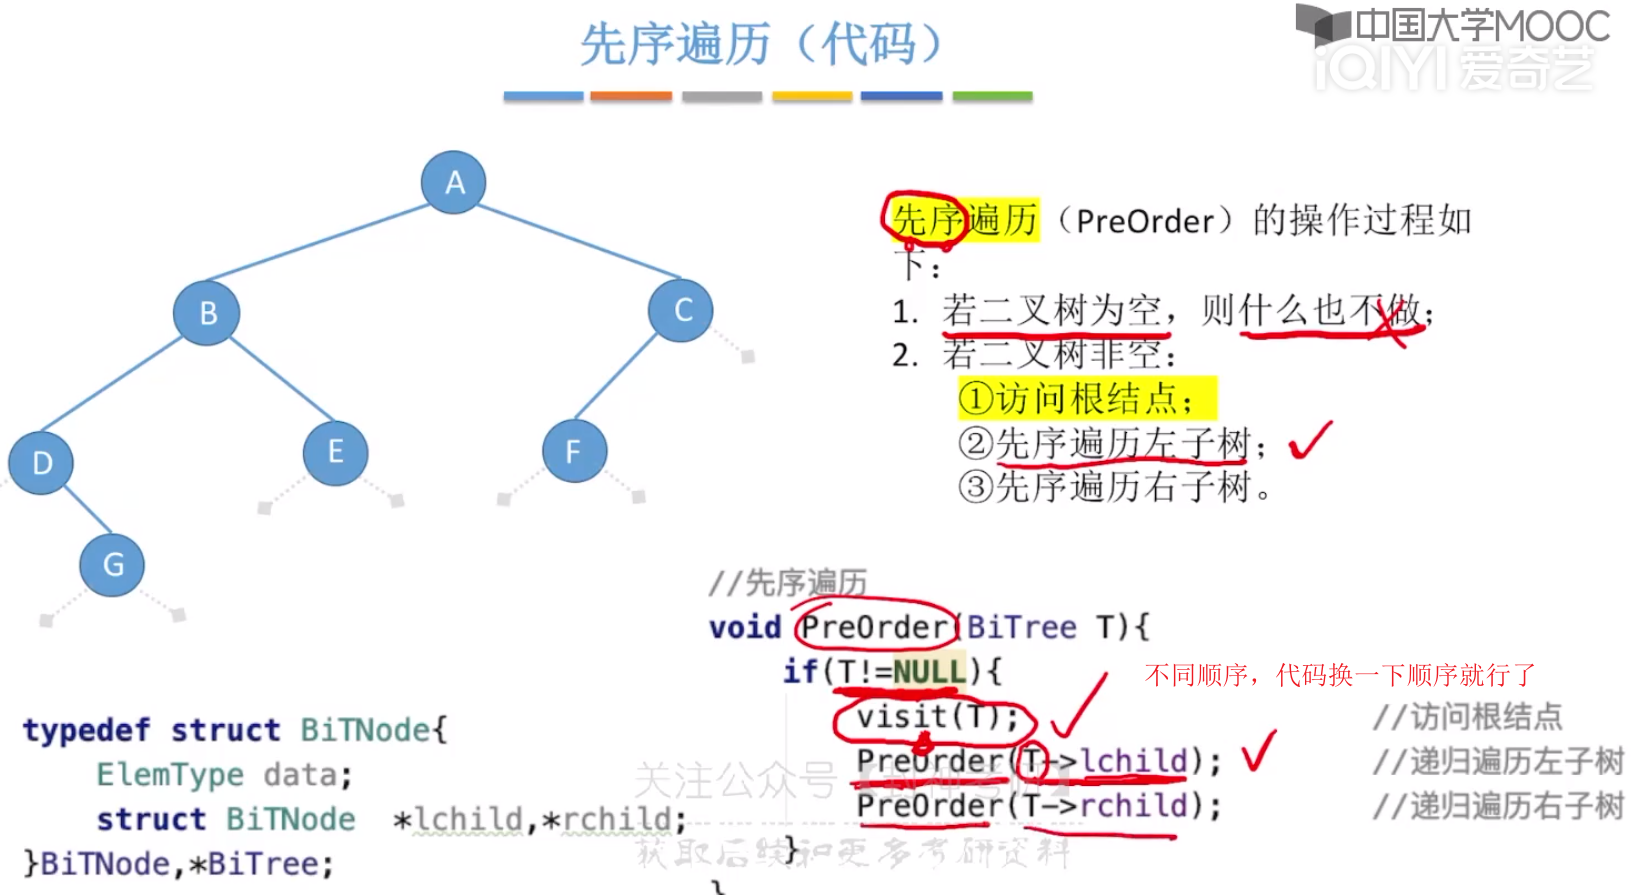 先序遍历（代码）
中国大学MOOC
iQIYI 爱奇艺
A
B
C
D
E
F
G
先序遍历（PreOrder）的操作过程如
下：
1. 若二叉树为空，则什么也不做；
2. 若二叉树非空：
①访问根结点；
②先序遍历左子树；
③先序遍历右子树。
//先序遍历
void PreOrder(BiTree T){
if(T!=NULL){
不同顺序，代码换一下顺序就行了
visit(T); //访问根结点
PreOrder(T->lchild); //递归遍历左子树
PreOrder(T->rchild); //递归遍历右子树
}
}
typedef struct BiTNode{
ElemType data;
struct BiTNode *lchild,*rchild;
}BiTNode,*BiTree;
关注公众号
获取后续和更多考研资料